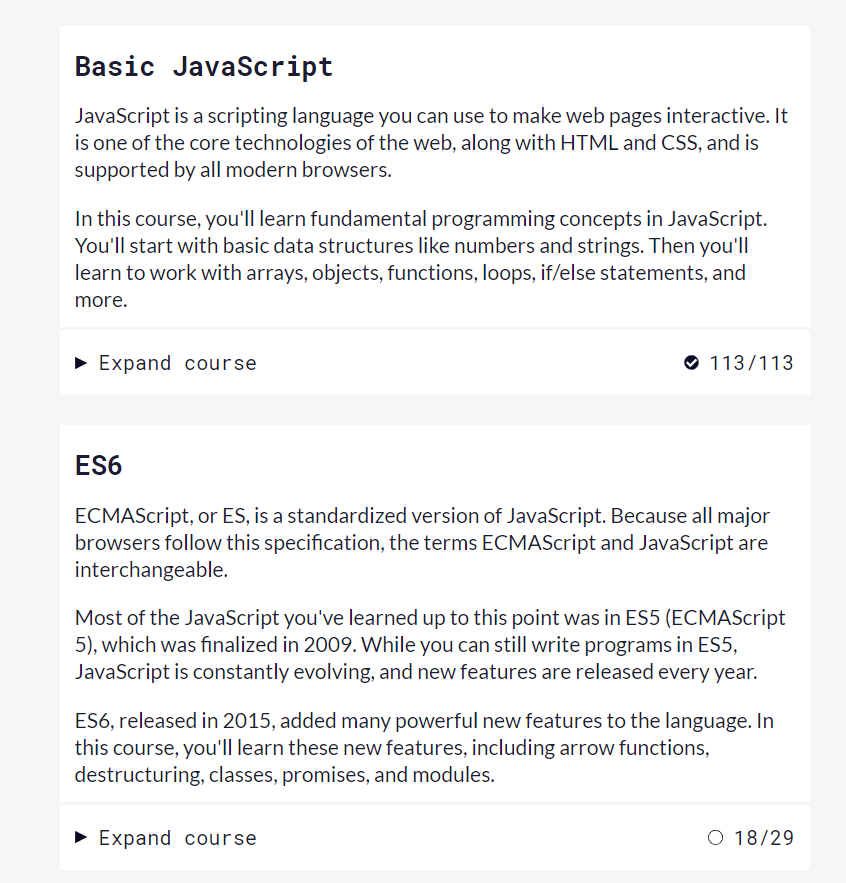 Basic JavaScript
JavaScript is a scripting language you can use to make web pages interactive. It
is one of the core technologies of the web, along with HTML and CSS, and is
supported by all modern browsers.
In this course, you'll learn fundamental programming concepts in JavaScript.
You'll start with basic data structures like numbers and strings. Then you'll
learn to work with arrays, objects, functions, loops, if/else statements, and
more.
Expand course 113/113
ES6
ECMAScript, or ES, is a standardized version of JavaScript. Because all major
browsers follow this specification, the terms ECMAScript and JavaScript are
interchangeable.
Most of the JavaScript you've learned up to this point was in ES5 (ECMAScript
5), which was finalized in 2009. While you can still write programs in ES5,
JavaScript is constantly evolving, and new features are released every year.
ES6, released in 2015, added many powerful new features to the language. In
this course, you'll learn these new features, including arrow functions,
destructuring, classes, promises, and modules.
Expand course 18/29